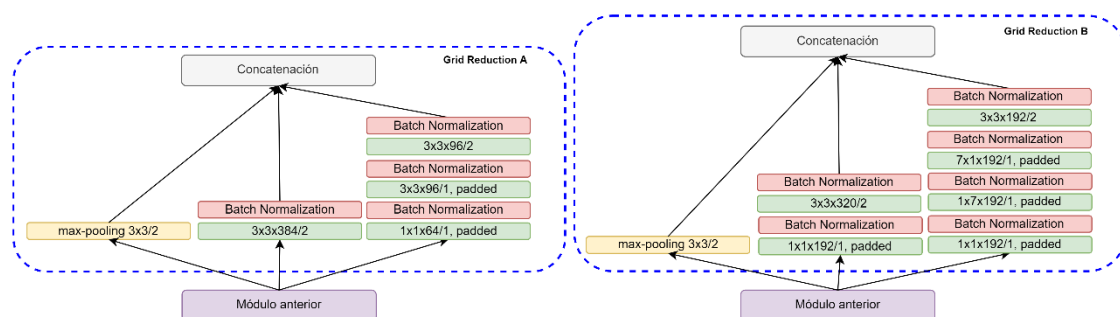 Grid Reduction A
Concatenación
Batch Normalization
3x3x96/2
Batch Normalization
3x3x96/1, padded
Batch Normalization
1x1x64/1, padded
Batch Normalization
3x3x384/2
max-pooling 3x3/2
Módulo anterior
Grid Reduction B
Concatenación
Batch Normalization
3x3x192/2
Batch Normalization
7x1x192/1, padded
Batch Normalization
1x7x192/1, padded
Batch Normalization
1x1x192/1, padded
Batch Normalization
3x3x320/2
Batch Normalization
1x1x192/1, padded
max-pooling 3x3/2
Módulo anterior